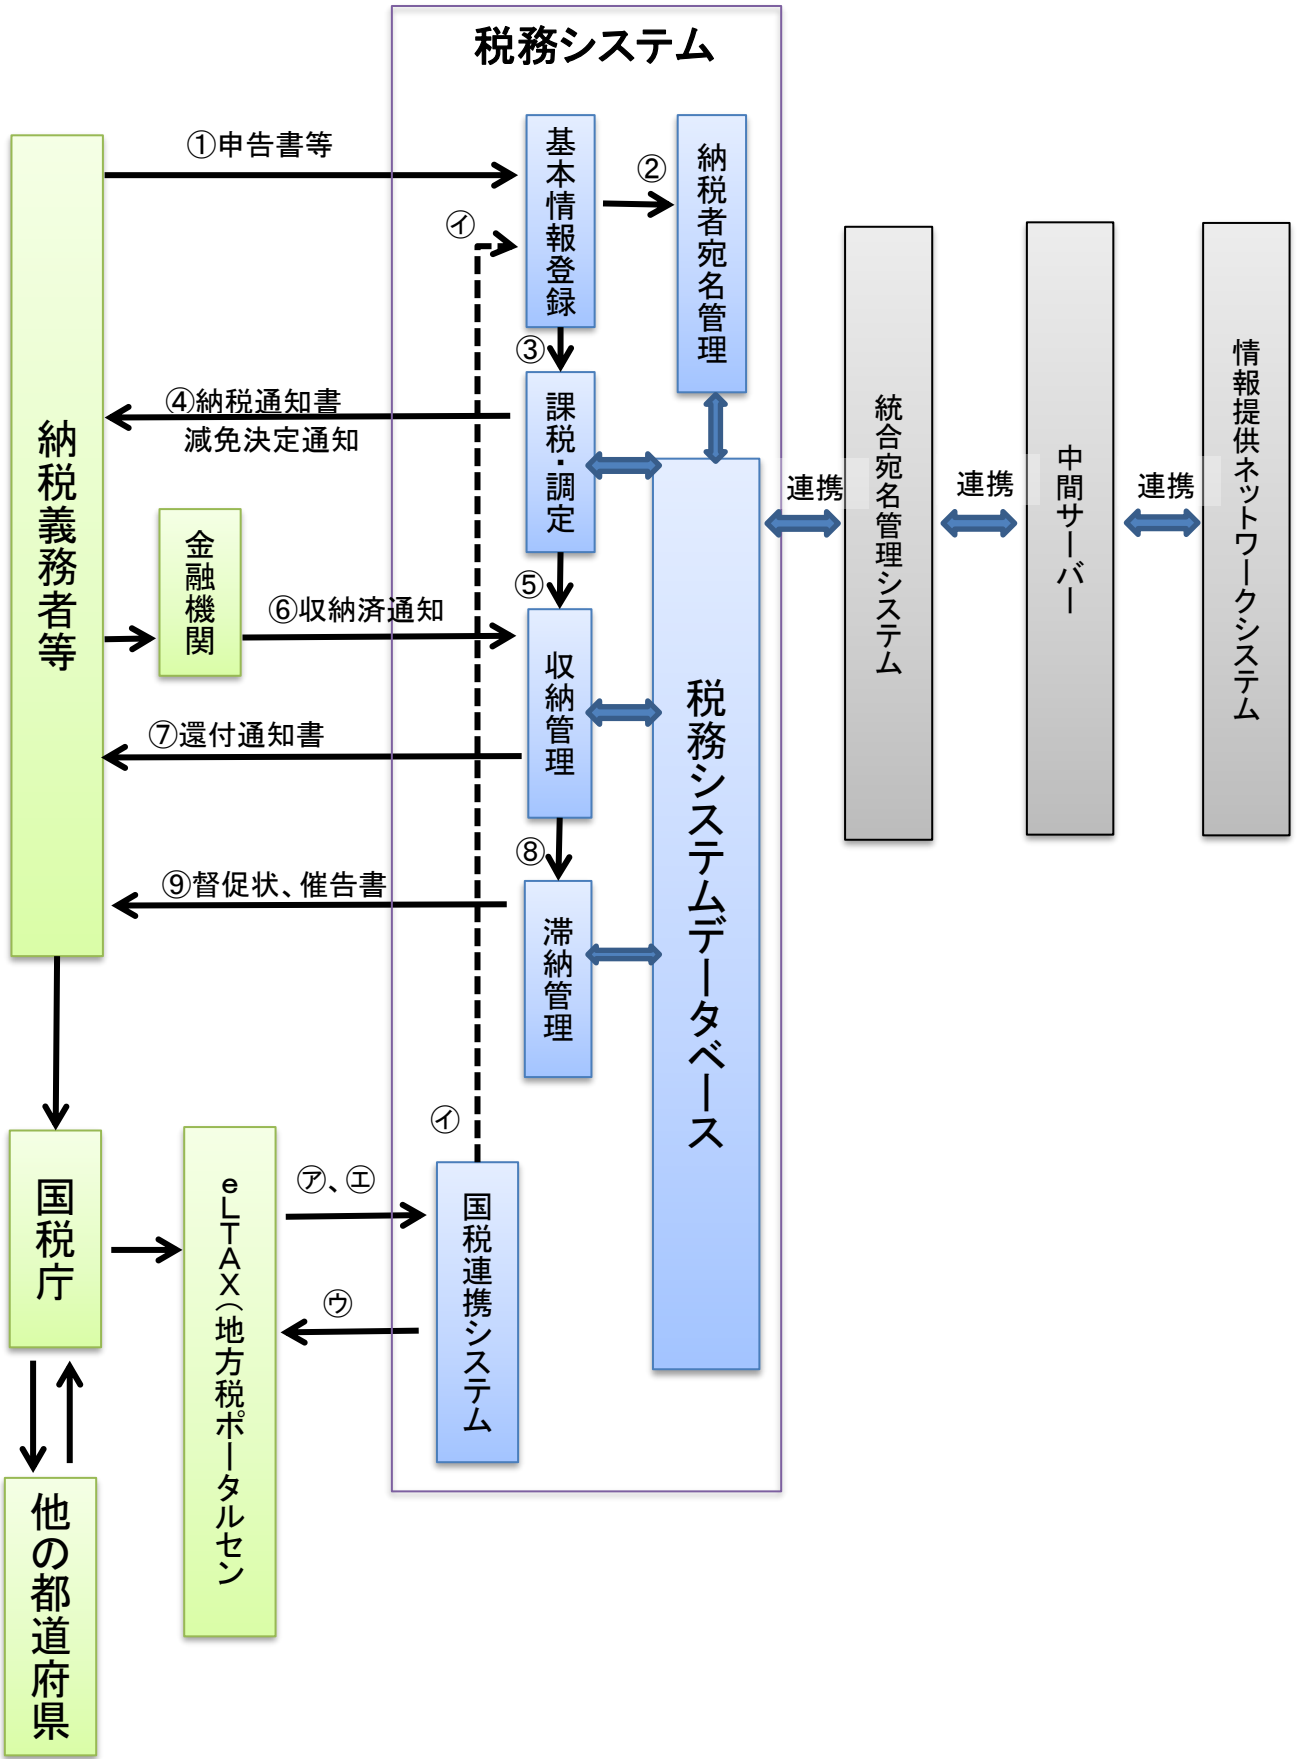 税務システム
①申告書等
基本情報登録
②
納税者宛名管理
㋑
③
④納税通知書
減免決定通知
課税・調定
納税義務者等
金融機関
⑤
⑥収納済通知
収納管理
⑦還付通知書
⑧
⑨督促状、催告書
滞納管理
税務システムデータベース
連携
統合宛名管理システム
連携
中間サーバー
連携
情報提供ネットワークシステム
㋑
国税庁
eLTAX（地方税ポータルセン
㋐、㋓
㋒
国税連携システム
他の都道府県